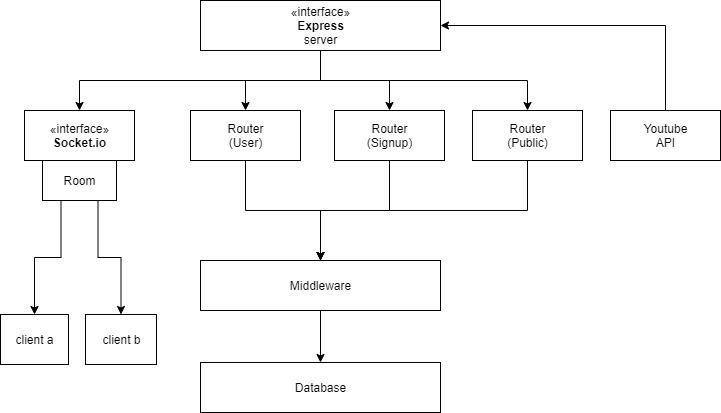 «interface»
Express
server
«interface»
Socket.io
Router
(User)
Router
(Signup)
Router
(Public)
Youtube
API
Room
Middleware
client a
client b
Database